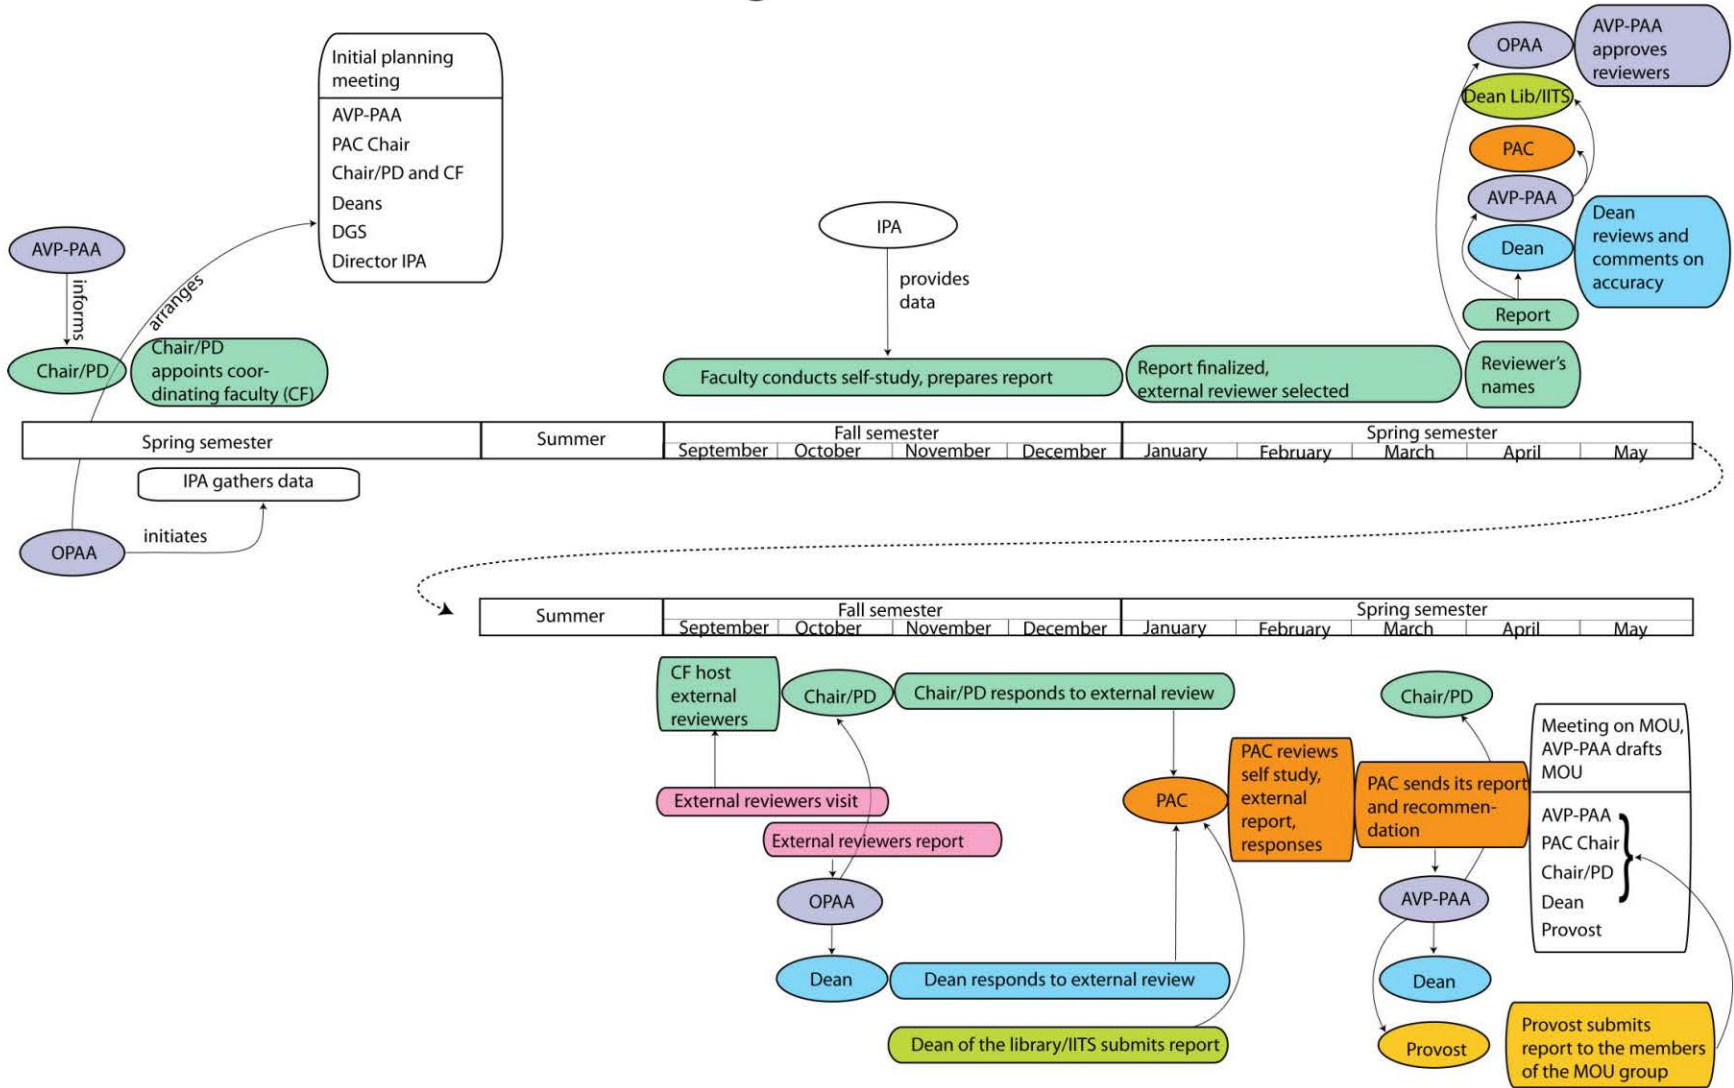 Initial planning
meeting
AVP-PAA
PAC Chair
Chair/PD and CF
Deans
DGS
Director IPA
AVP-PAA
informs
arranges
Chair/PD
Chair/PD
appoints coor-
dinating faculty (CF)
IPA
provides
data
Faculty conducts self-study, prepares report
Report finalized,
external reviewer selected
Reviewer's
names
Report
OPAA
AVP-PAA
approves
reviewers
Dean Lib/IITS
PAC
AVP-PAA
Dean
Dean
reviews and
comments on
accuracy
Spring semester
Summer
Fall semester
September October November December
Spring semester
January February March April May
IPA gathers data
initiates
OPAA
Summer
Fall semester
September October November December
Spring semester
January February March April May
CF host
external
reviewers
Chair/PD
Chair/PD responds to external review
External reviewers visit
External reviewers report
OPAA
Dean
Dean responds to external review
Dean of the library/IITS submits report
PAC
PAC reviews
self study,
external
report,
responses
PAC sends its report
and recommen-
dation
Chair/PD
AVP-PAA
Dean
Provost
Meeting on MOU,
AVP-PAA drafts
MOU
AVP-PAA
PAC Chair
Chair/PD
Dean
Provost
Provost submits
report to the members
of the MOU group